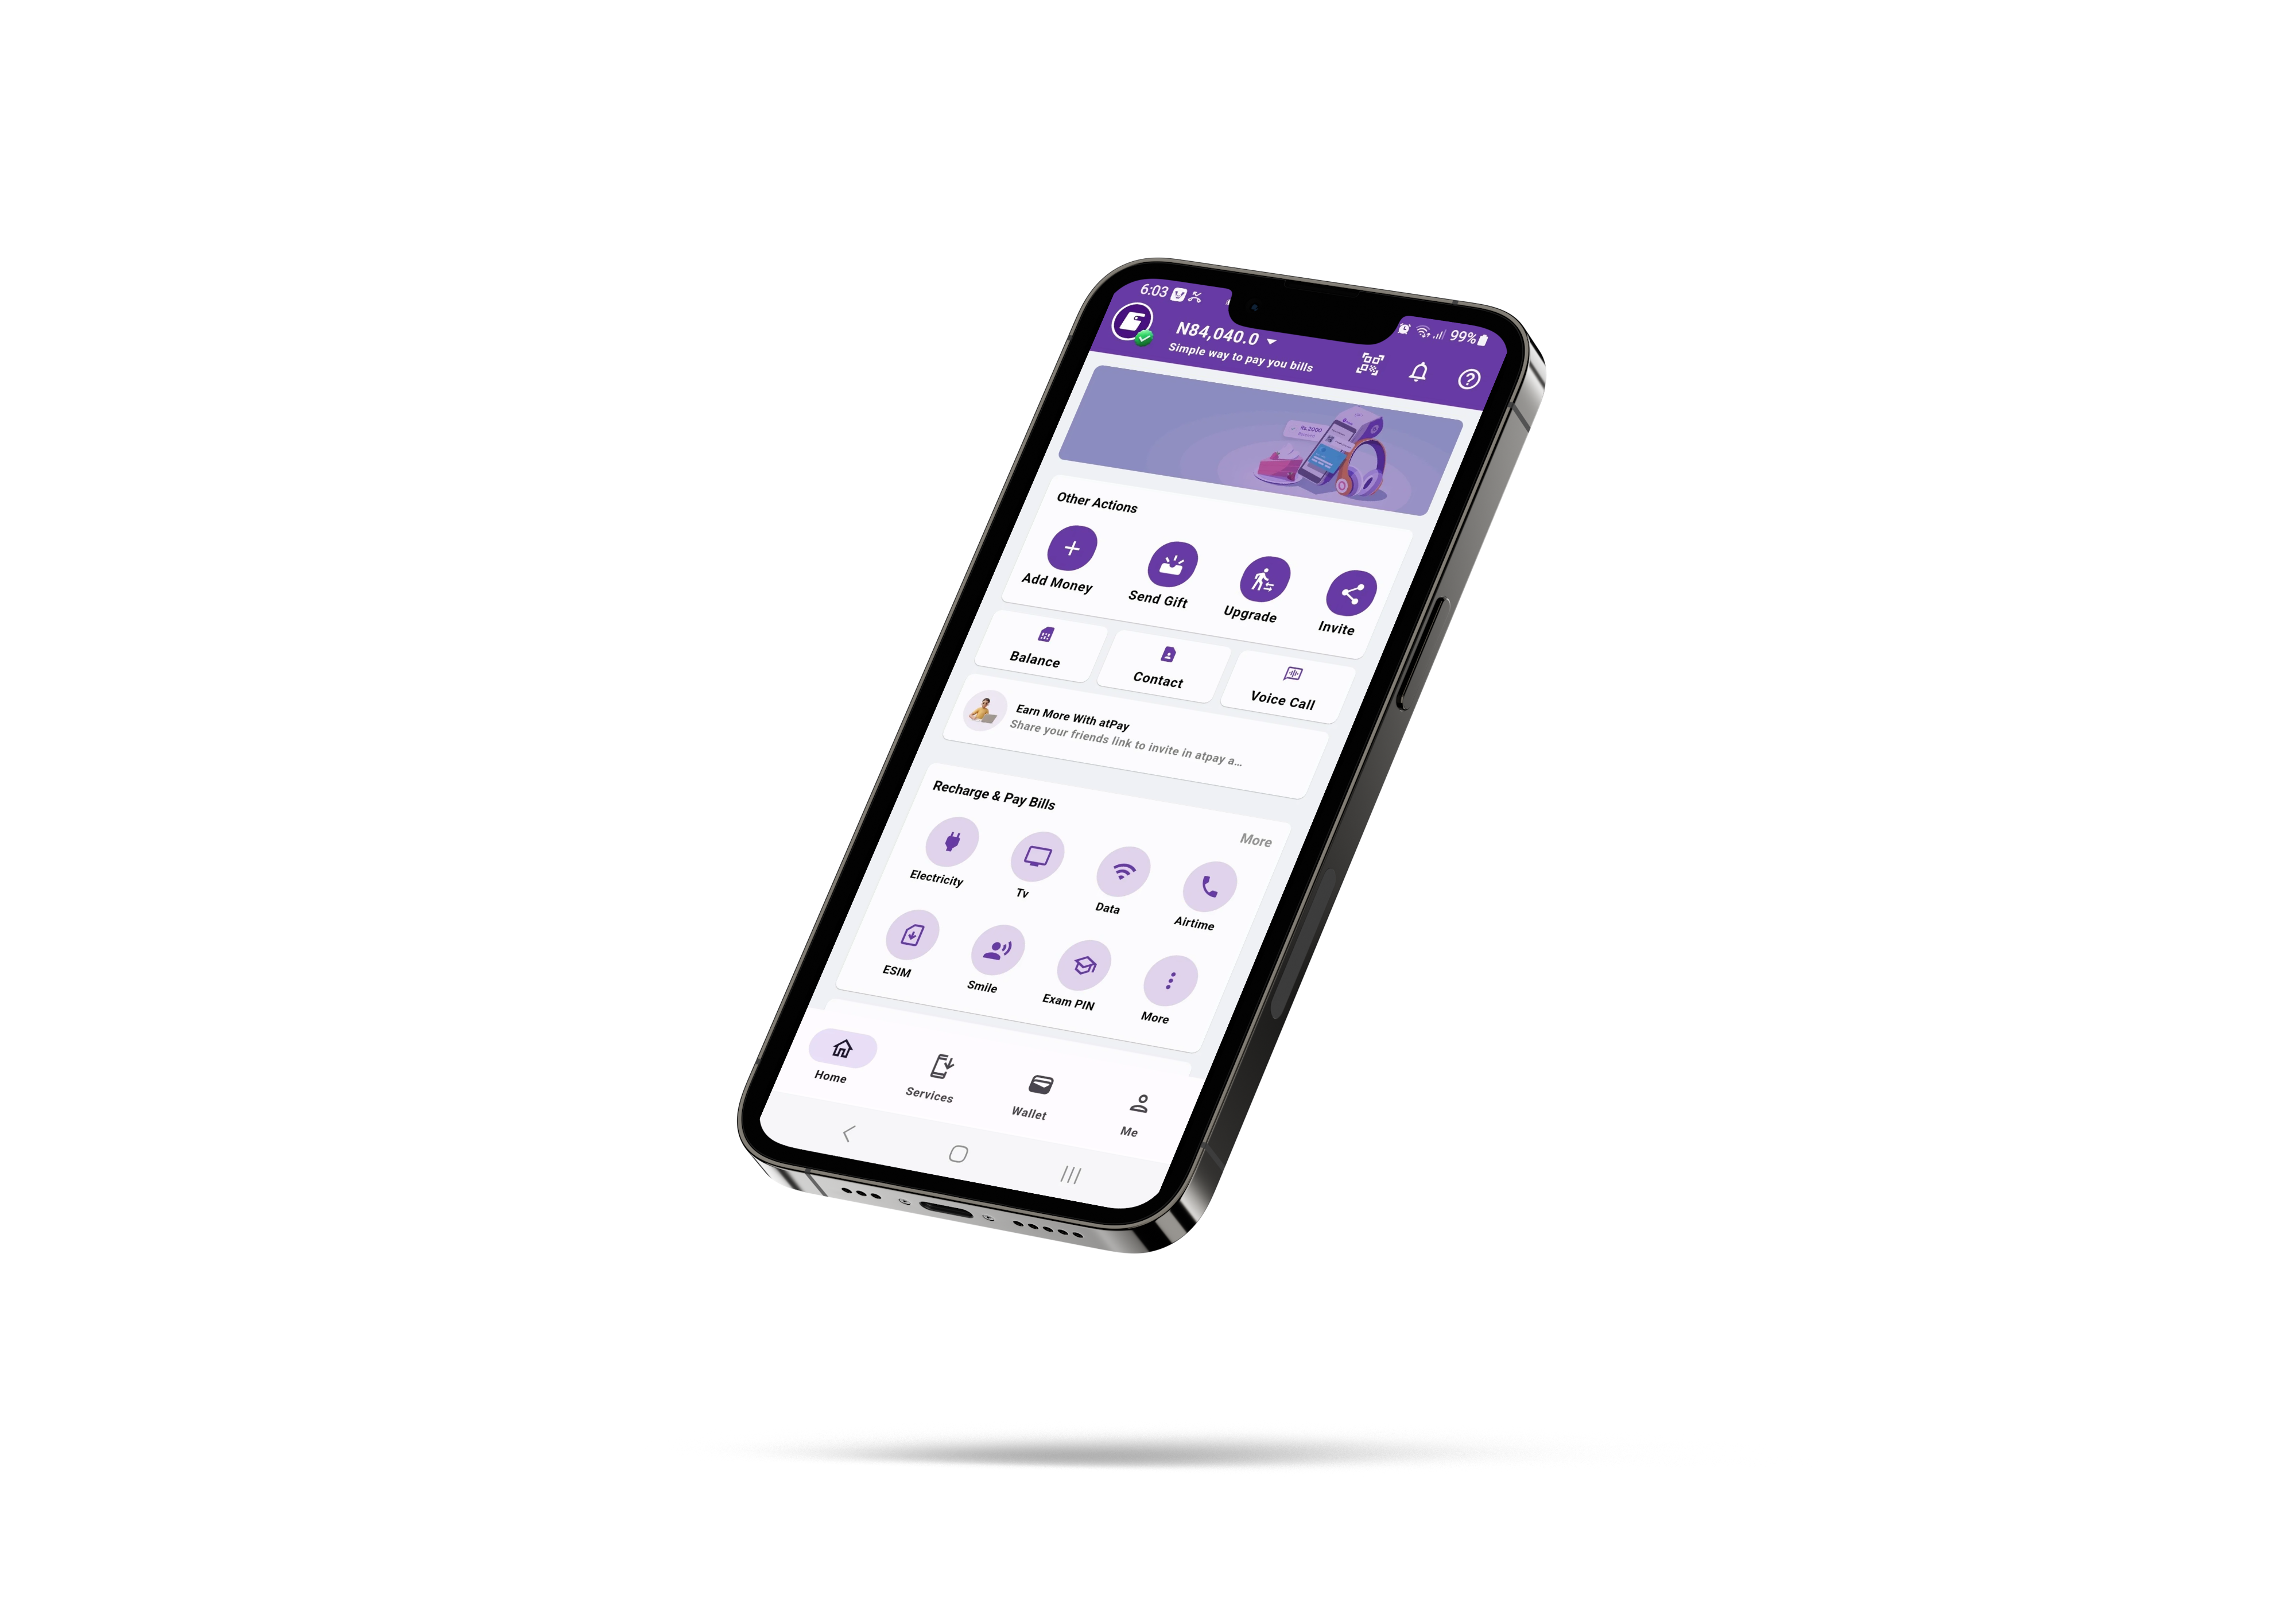 6:03
99%
N84,040.0
Simple way to pay you bills
Rs.2000
Other Actions
Add Money
Send Gift
Upgrade
Invite
Balance
Contact
Voice Call
Earn More With atPay
Share your friends link to invite in atpay a...
Recharge & Pay Bills
More
Electricity
Tv
Data
Airtime
ESIM
Smile
Exam PIN
More
Home
Services
Wallet
Me